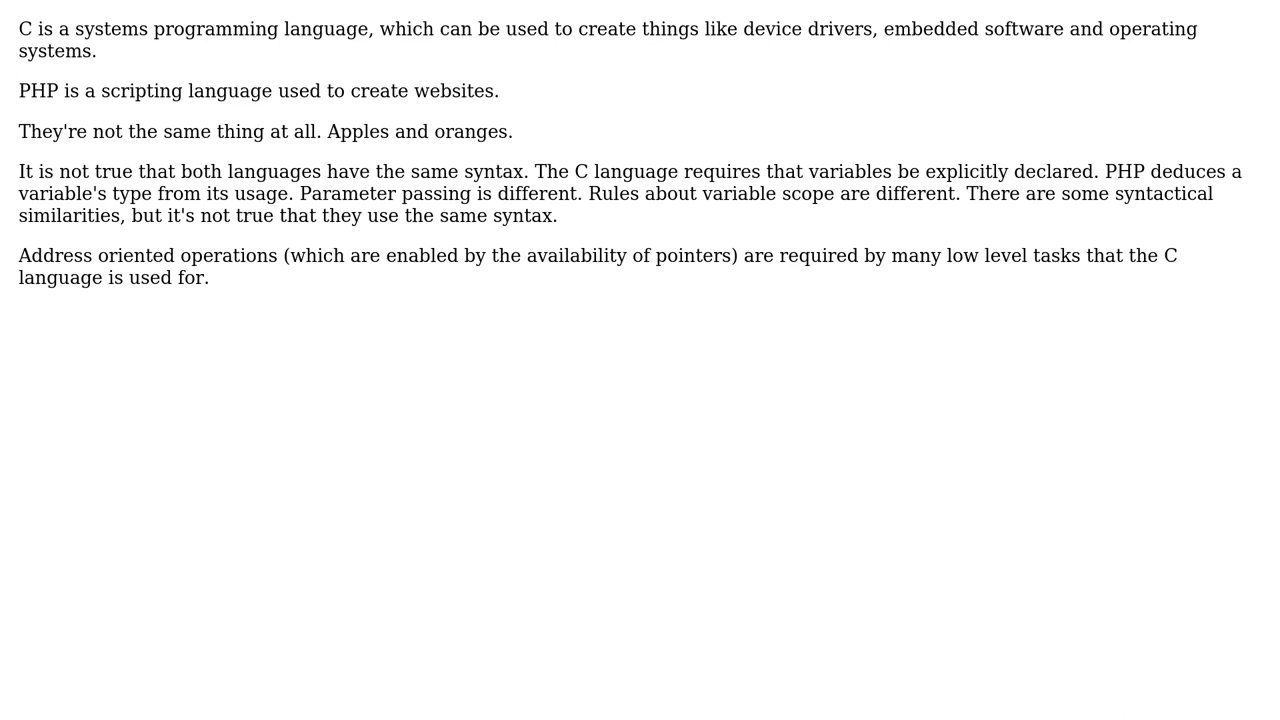 C is a systems programming language, which can be used to create things like device drivers, embedded software and operating
systems.
PHP is a scripting language used to create websites.
They're not the same thing at all. Apples and oranges.
It is not true that both languages have the same syntax. The C language requires that variables be explicitly declared. PHP deduces a
variable's type from its usage. Parameter passing is different. Rules about variable scope are different. There are some syntactical
similarities, but it's not true that they use the same syntax.
Address oriented operations (which are enabled by the availability of pointers) are required by many low level tasks that the C
language is used for.